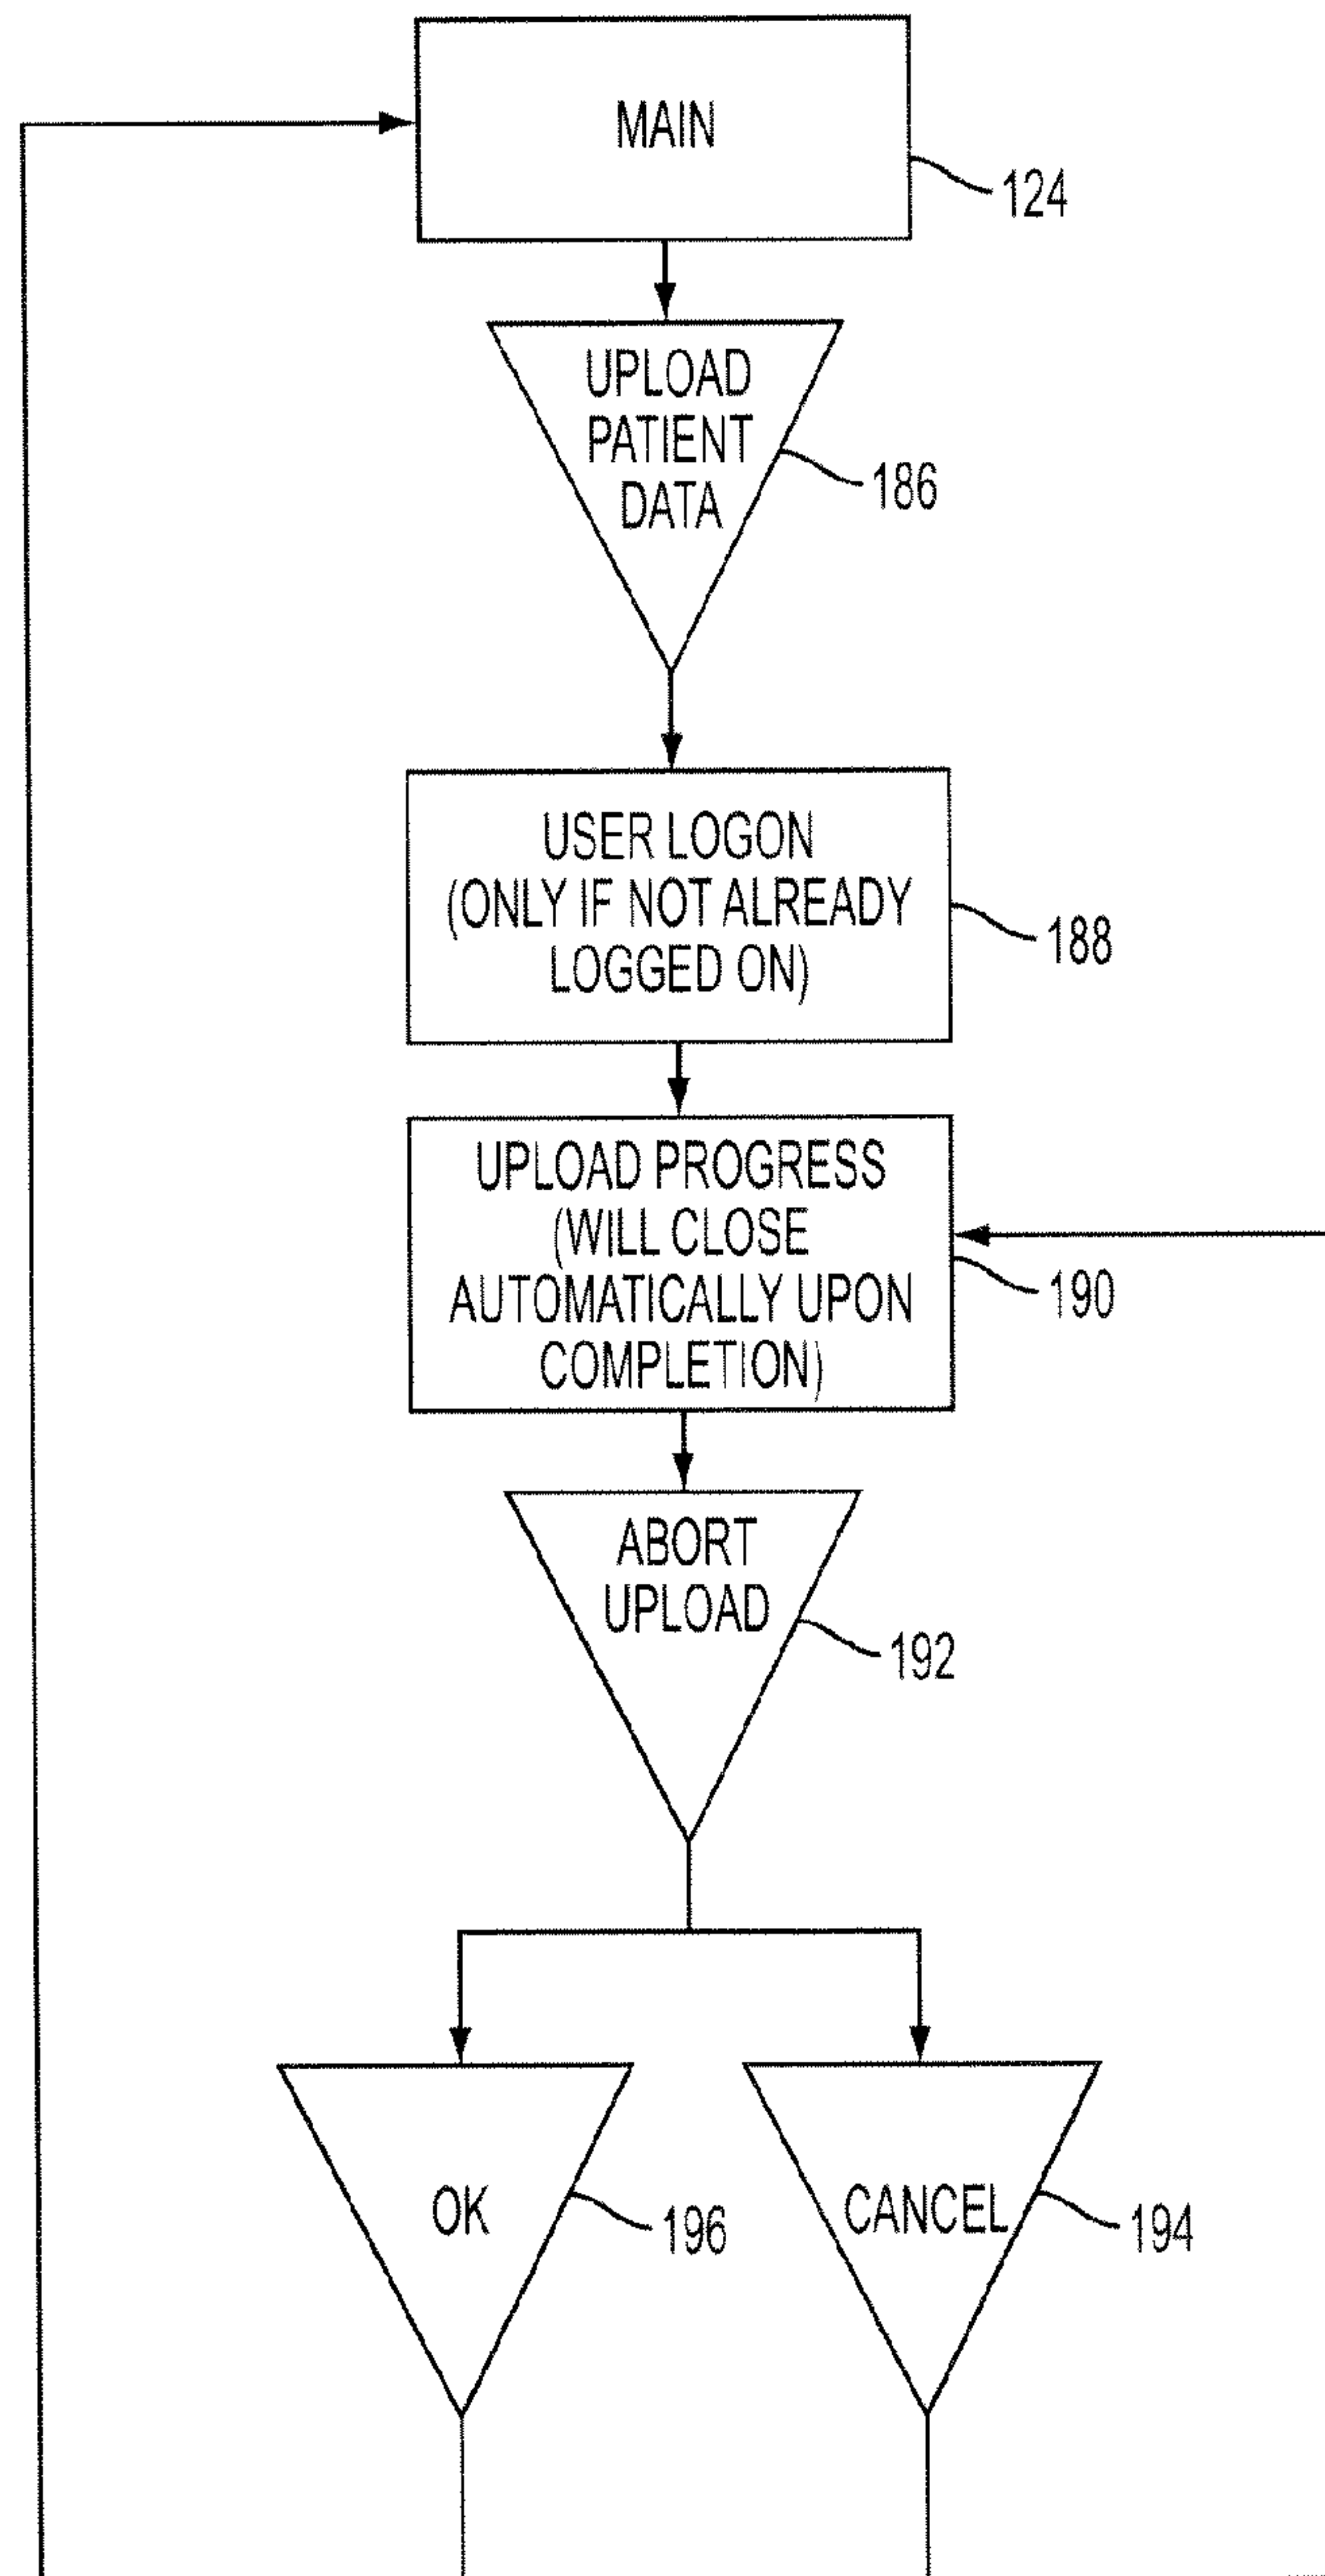 MAIN
124
UPLOAD
PATIENT
DATA
186
USER LOGON
(ONLY IF NOT ALREADY
LOGGED ON)
188
UPLOAD PROGRESS
(WILL CLOSE
AUTOMATICALLY UPON
COMPLETION)
190
ABORT
UPLOAD
192
OK
196
CANCEL
194